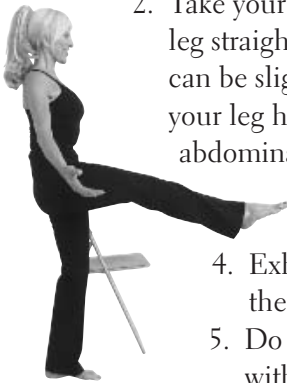 2. Take your
leg straigh
can be slig
your leg h
abdomina
4. Exh
the
5. Do
with